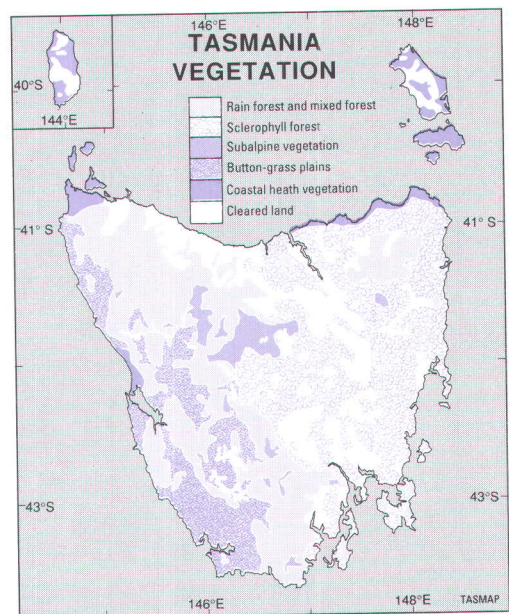 146°E
148°E
TASMANIA
VEGETATION
40°S
144°E
Rain forest and mixed forest
Sclerophyll forest
Subalpine vegetation
Button-grass plains
Coastal heath vegetation
Cleared land
41° S
41° S
43°S
43°S
146°E
148°E
TASMAP